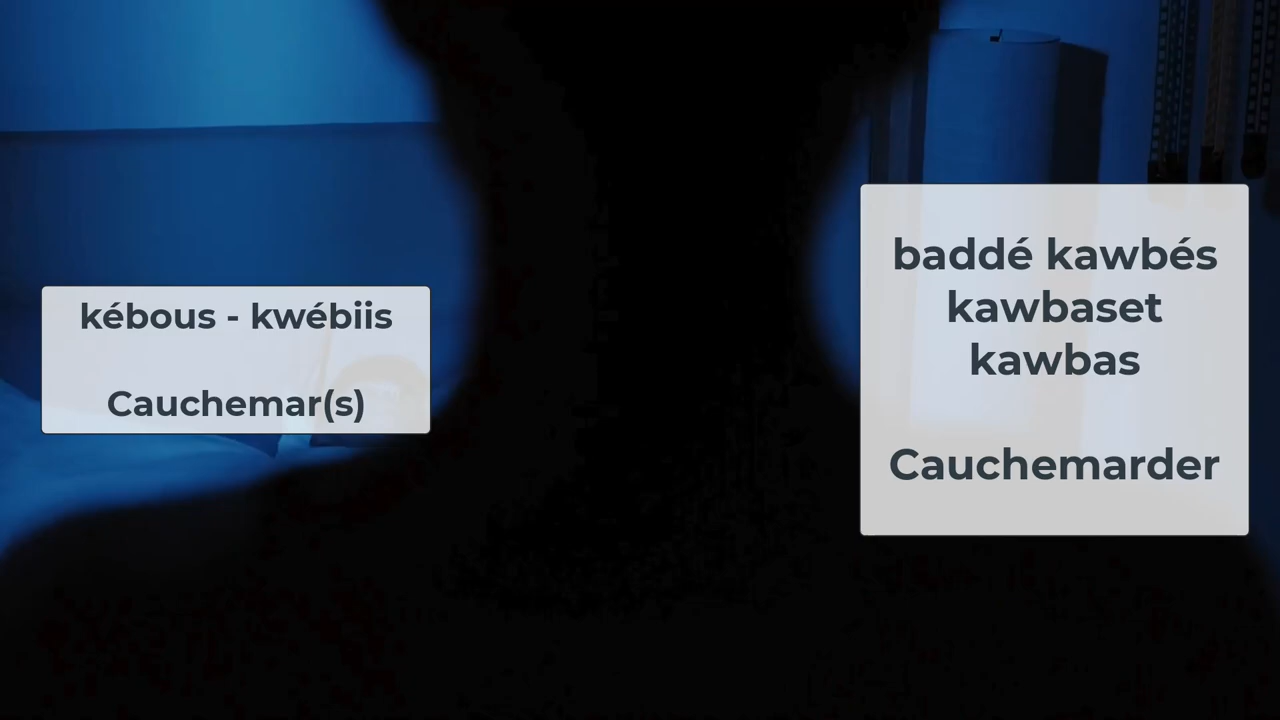 kébous - kwébiis
Cauchemar(s)
baddé kawbés
kawbaset
kawbas
Cauchemarder